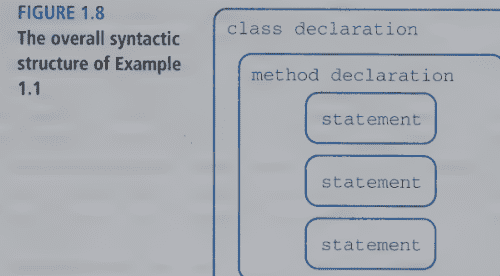 FIGURE 1.8
The overall syntactic
structure of Example
1.1
class declaration
method declaration
statement
statement
statement